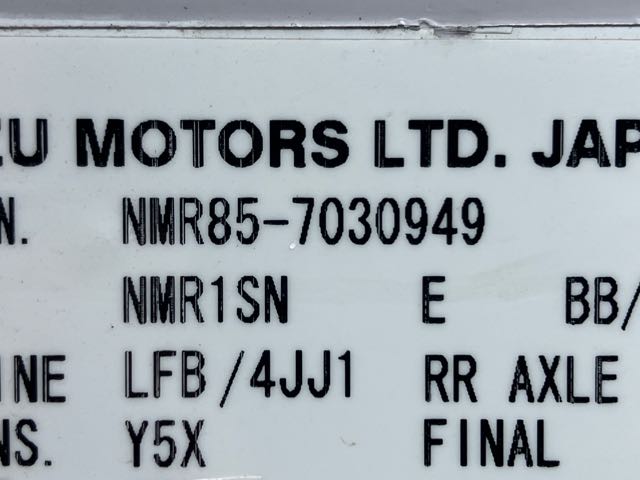 ZU MOTORS LTD. JAP
N. NMR85-7030949
NMR1SN E BB/
INE LFB/4JJ1 RR AXLE
NS. Y5X FINAL